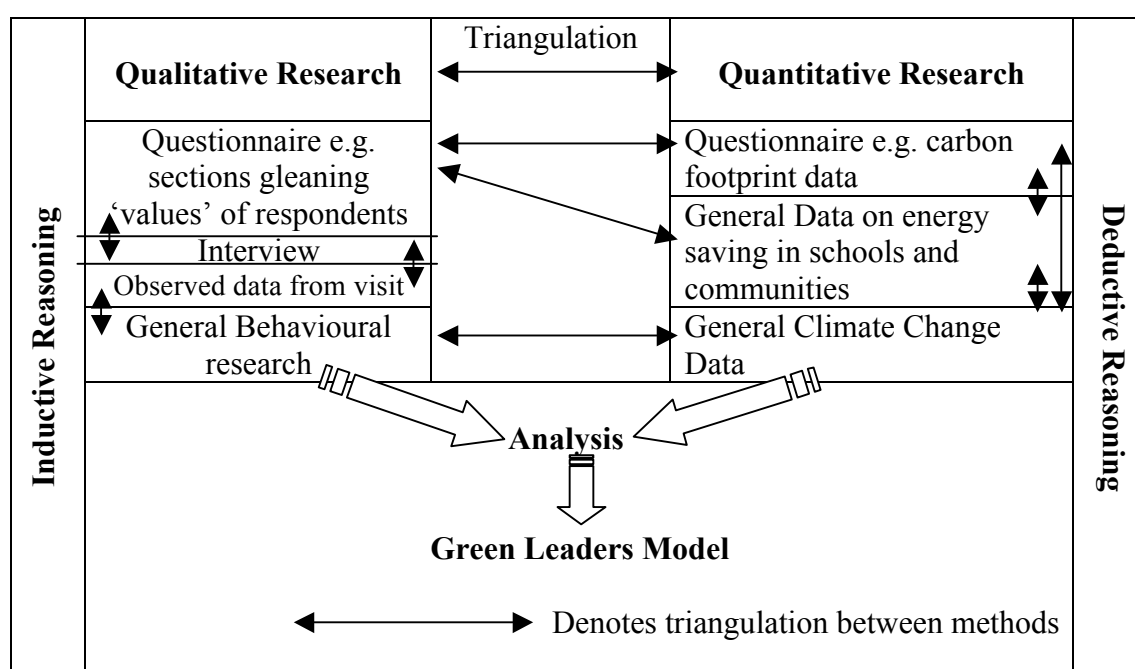 Inductive Reasoning
Qualitative Research
Triangulation
Quantitative Research
Questionnaire e.g.
sections gleaning
‘values’ of respondents
Interview
Observed data from visit
General Behavioural
research
Questionnaire e.g. carbon
footprint data
General Data on energy
saving in schools and
communities
General Climate Change
Data
Deductive Reasoning
Analysis
Green Leaders Model
Denotes triangulation between methods